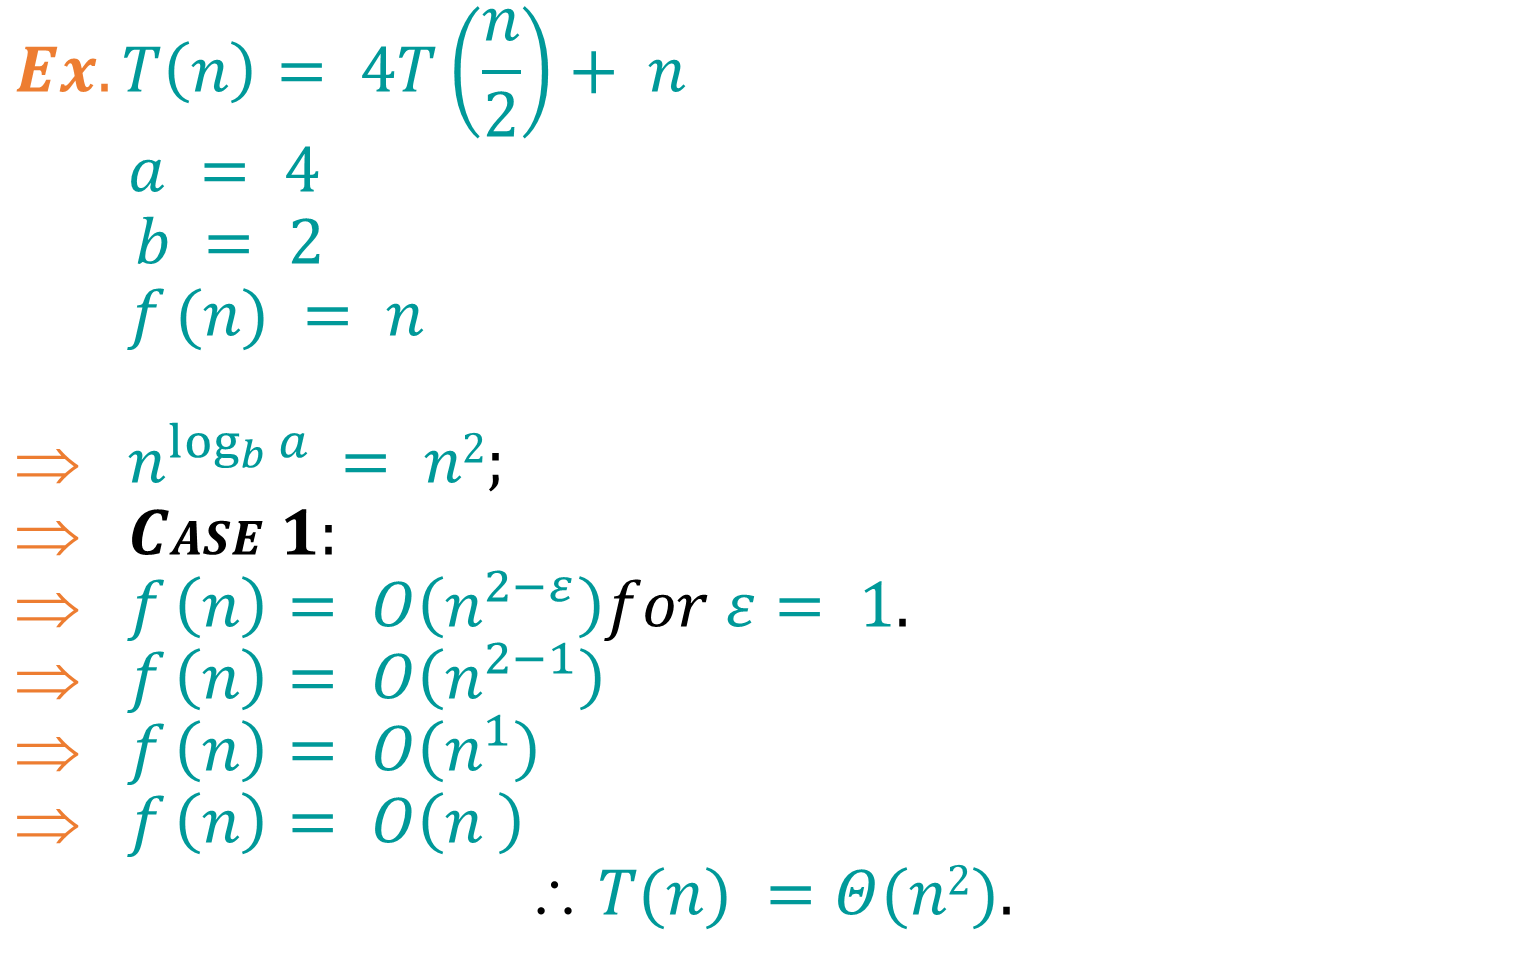 Ex. T(n) = 4T(n/2) + n
a = 4
b = 2
f(n) = n
⇒ n^(log_b a) = n²;
⇒ CASE 1:
⇒ f(n) = O(n^(2−ε)) for ε = 1.
⇒ f(n) = O(n^(2−1))
⇒ f(n) = O(n¹)
⇒ f(n) = O(n )
∴ T(n) = Θ(n²).